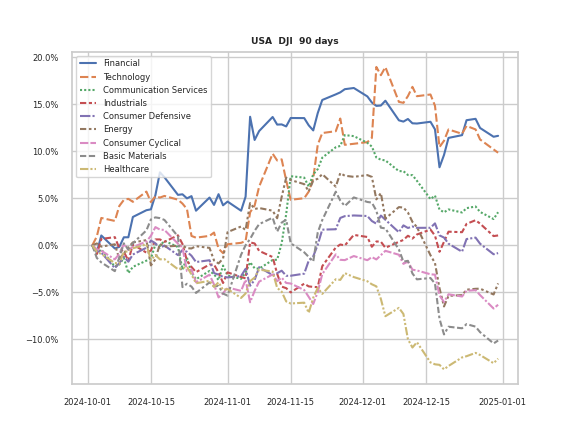 USA DJI 90 days
20.0%
15.0%
10.0%
5.0%
0.0%
−5.0%
−10.0%
Financial
Technology
Communication Services
Industrials
Consumer Defensive
Energy
Consumer Cyclical
Basic Materials
Healthcare
2024-10-01 2024-10-15 2024-11-01 2024-11-15 2024-12-01 2024-12-15 2025-01-01